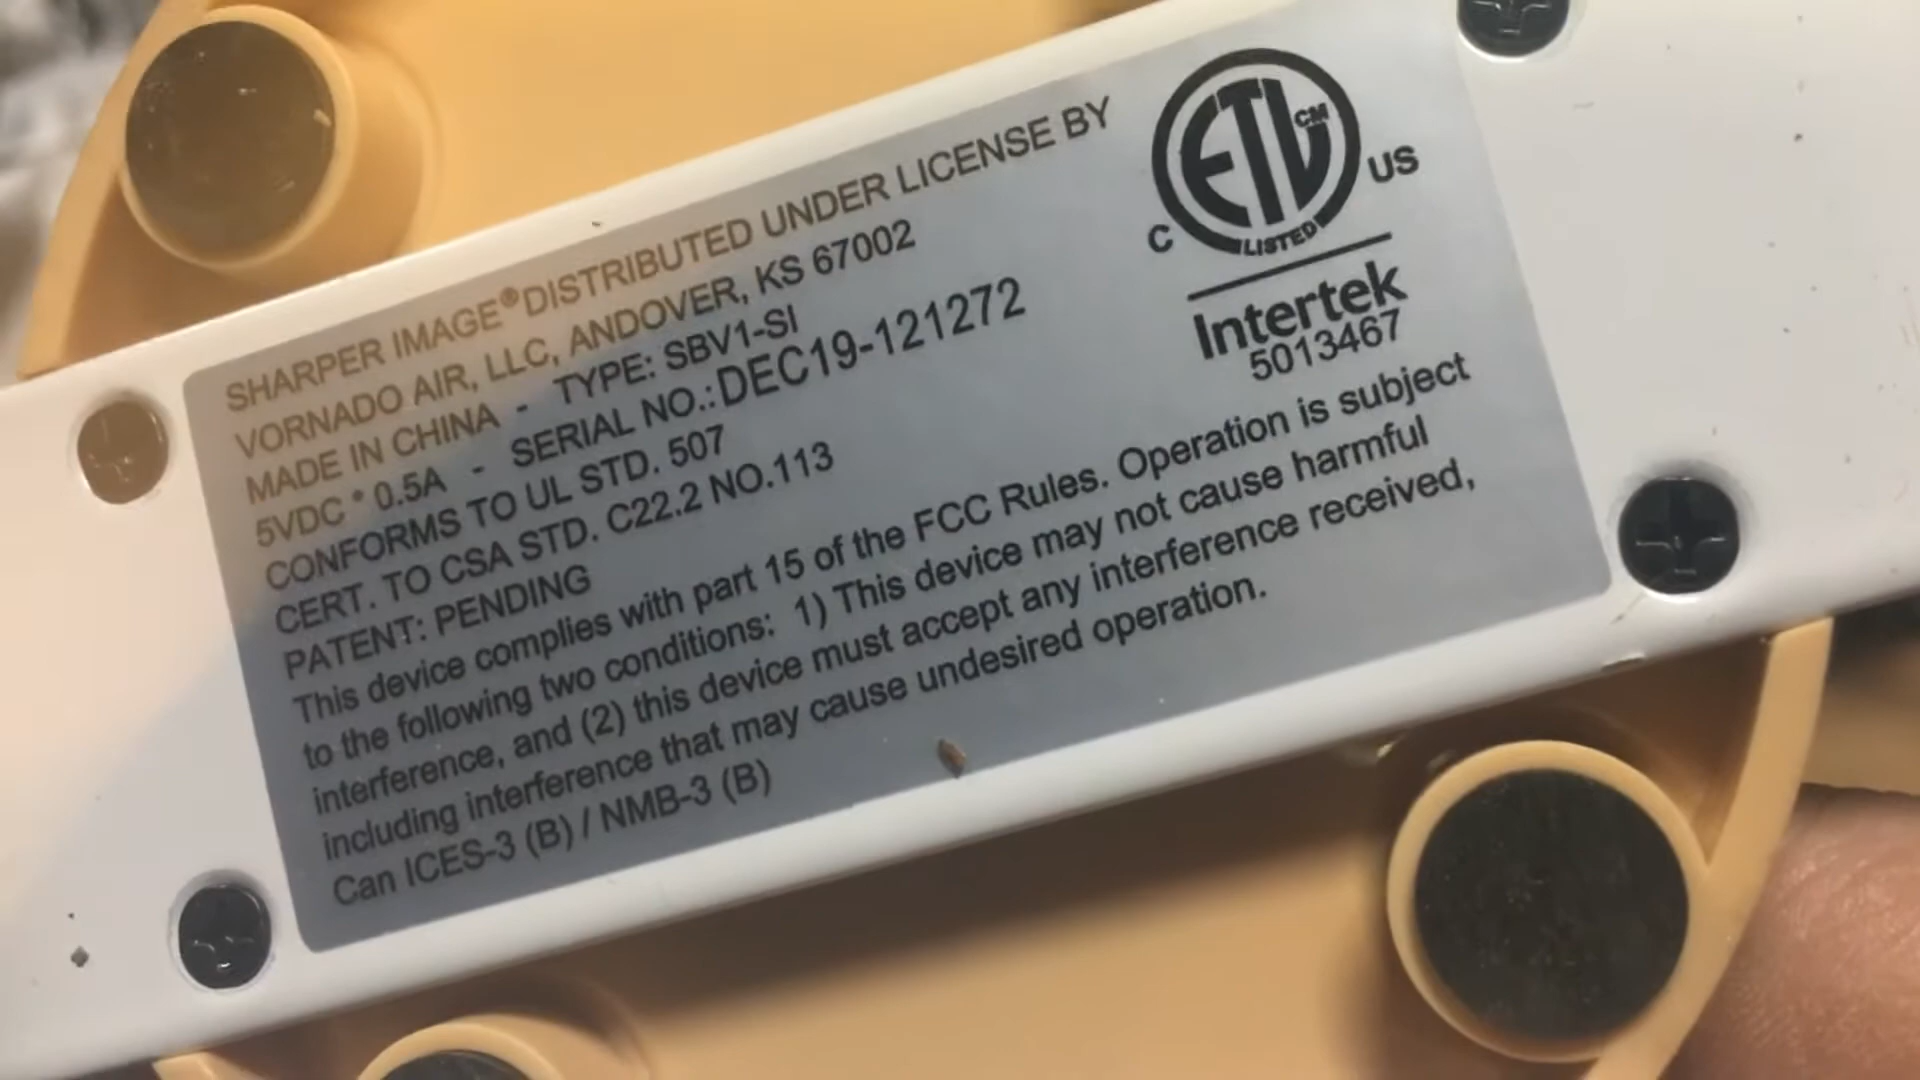 SHARPER IMAGE®DISTRIBUTED UNDER LICENSE BY
VORNADO AIR, LLC, ANDOVER, KS 67002
MADE IN CHINA - TYPE: SBV1-SI
5VDC * 0.5A - SERIAL NO.:DEC19-121272
CONFORMS TO UL STD. 507
CERT. TO CSA STD. C22.2 NO.113
PATENT: PENDING
This device complies with part 15 of the FCC Rules. Operation is subject
to the following two conditions: 1) This device may not cause harmful
interference, and (2) this device must accept any interference received,
including interference that may cause undesired operation.
Can ICES-3 (B) / NMB-3 (B)
ETL CM
LISTED
C US
Intertek
5013467